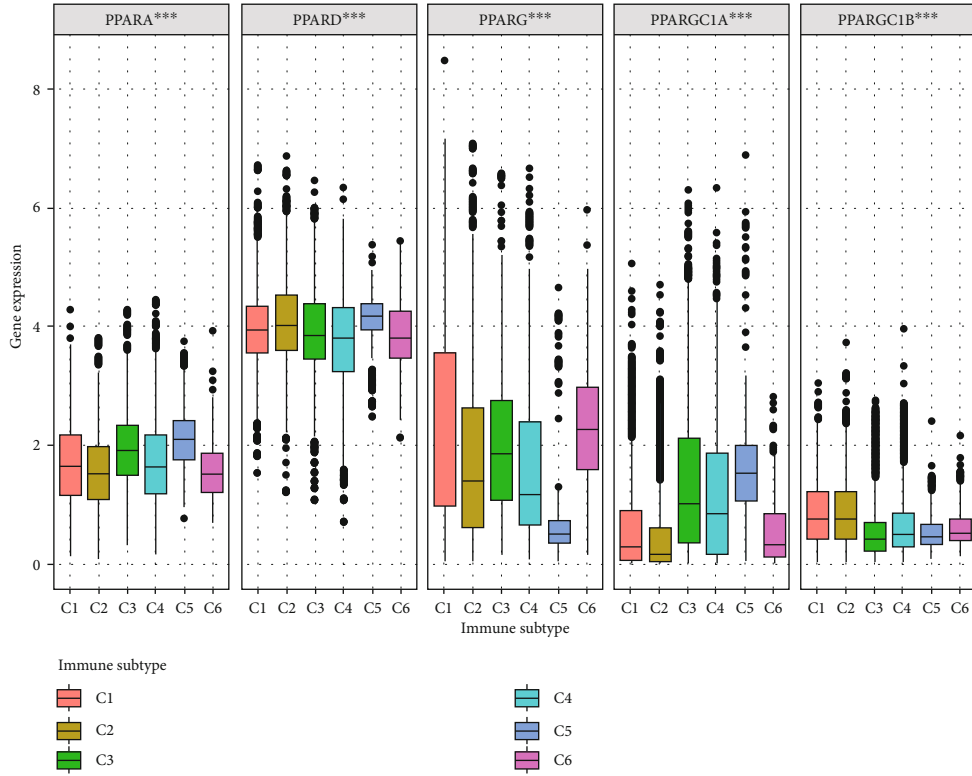 PPARA*** PPARD*** PPARG*** PPARGC1A*** PPARGC1B***
8
6
4
2
0
Gene expression
C1 C2 C3 C4 C5 C6 C1 C2 C3 C4 C5 C6 C1 C2 C3 C4 C5 C6 C1 C2 C3 C4 C5 C6 C1 C2 C3 C4 C5 C6
Immune subtype
Immune subtype
C1 C4
C2 C5
C3 C6